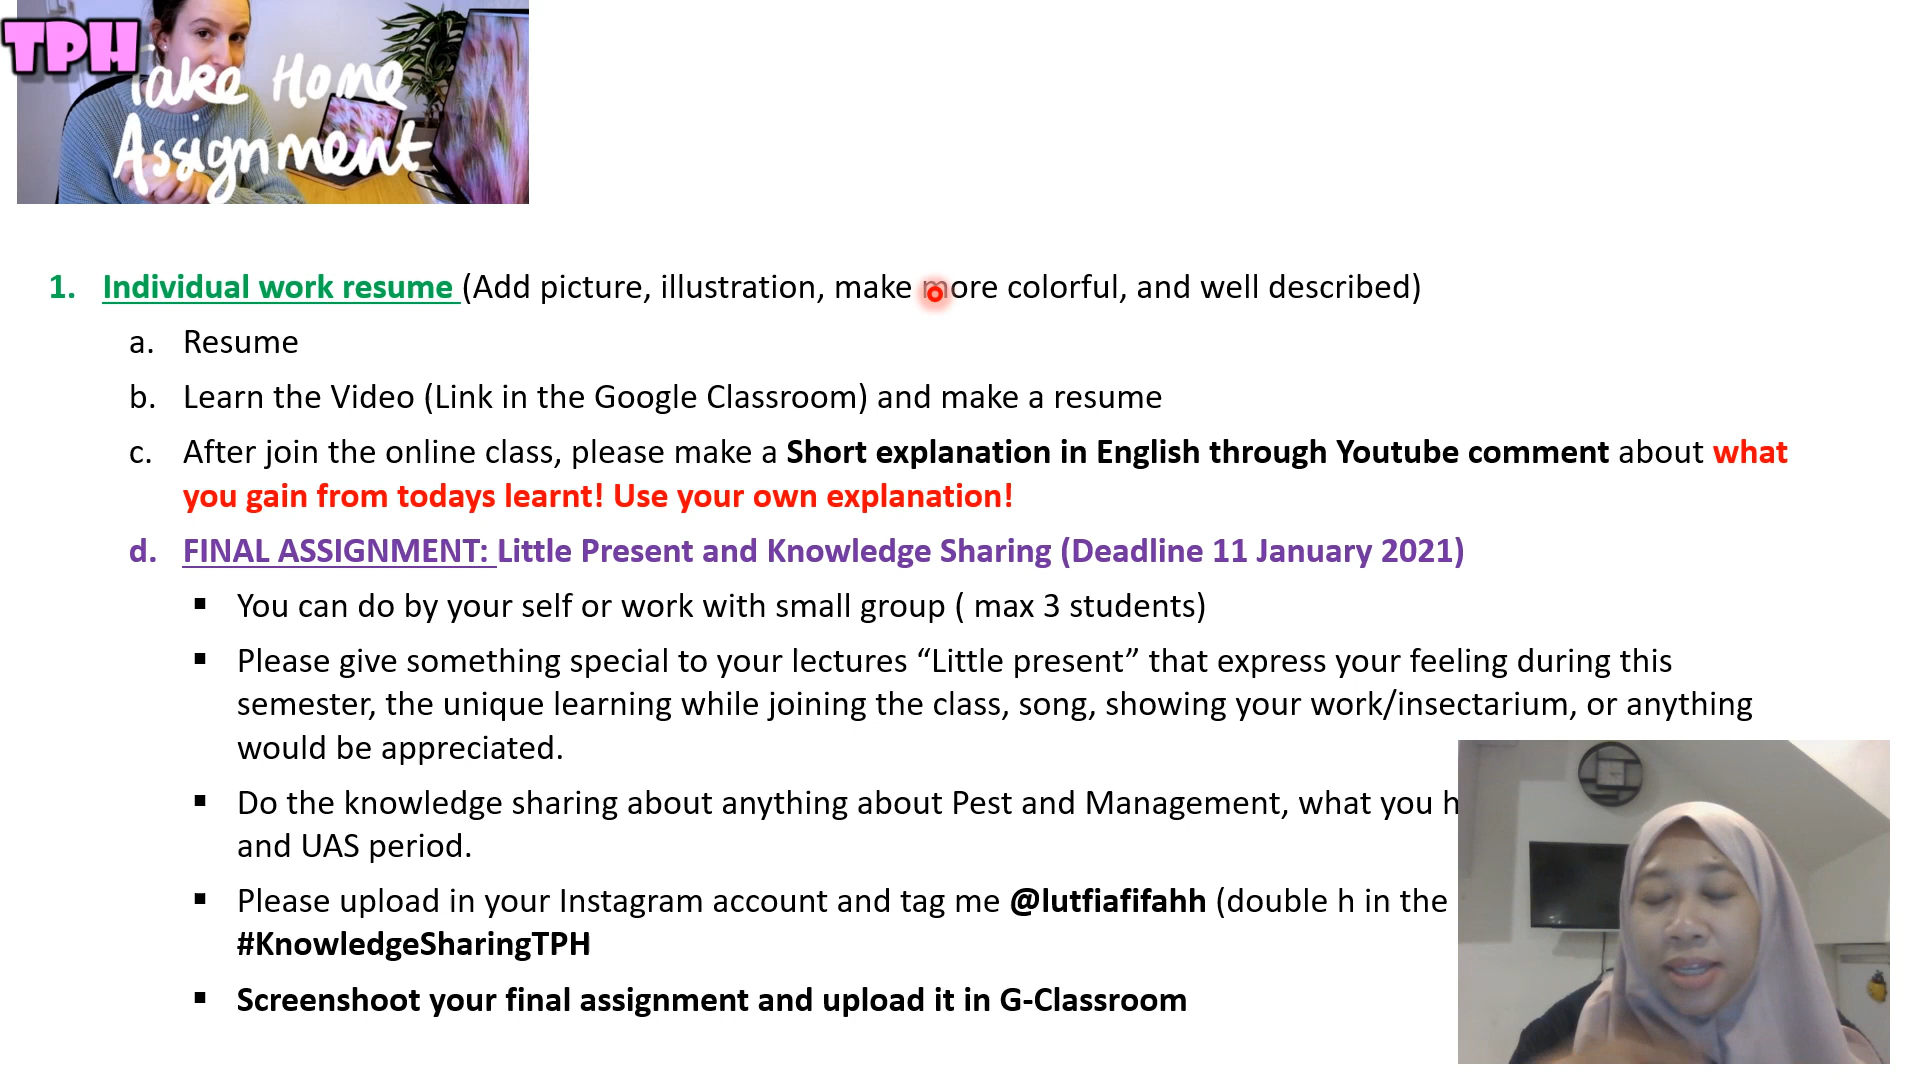 TPH
Take Home
Assignment
1. Individual work resume (Add picture, illustration, make more colorful, and well described)
a. Resume
b. Learn the Video (Link in the Google Classroom) and make a resume
c. After join the online class, please make a Short explanation in English through Youtube comment about what
you gain from todays learnt! Use your own explanation!
d. FINAL ASSIGNMENT: Little Present and Knowledge Sharing (Deadline 11 January 2021)
▪ You can do by your self or work with small group ( max 3 students)
▪ Please give something special to your lectures “Little present” that express your feeling during this
semester, the unique learning while joining the class, song, showing your work/insectarium, or anything
would be appreciated.
▪ Do the knowledge sharing about anything about Pest and Management, what you h
and UAS period.
▪ Please upload in your Instagram account and tag me @lutfiafifahh (double h in the
#KnowledgeSharingTPH
▪ Screenshoot your final assignment and upload it in G-Classroom